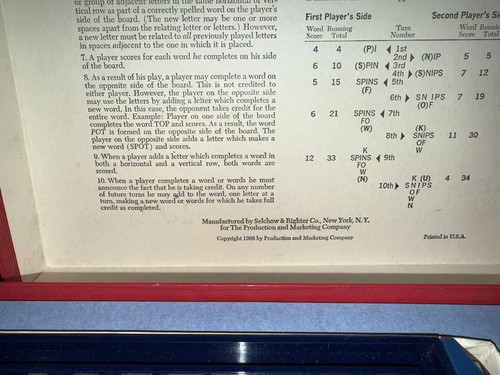 of group of adjacent letters in the same horizontal or ver-
tical row as part of a correctly spelled word on the player's
side of the board. (The new letter may be one or more
spaces apart from the relating letter or letters.) However,
a new letter must be related to all previously played letters
in spaces adjacent to the one in which it is placed.
7. A player scores for each word he completes on his side
of the board.
8. As a result of his play, a player may complete a word on
the opposite side of the board. This is not credited to
either player. However, the player on the opposite side
may use the letters by adding a letter which completes a
new word. In this case, the opponent takes credit for the
entire word. Example: Player on one side of the board
completes the word TOP and scores. As a result, the word
POT is formed on the opposite side of the board. The
player on the opposite side adds a letter which makes a
new word (SPOT) and scores.
9. When a player adds a letter which completes a word in
both a horizontal and a vertical row, both words are
scored.
10. When a player completes a word or words he must
announce the fact that he is taking credit. On any number
of future turns he may add to the word, one letter at a
turn, making a new word or words for which he takes full
credit as completed.
First Player's Side Second Player's Si
Word Running Turn Word Running
Score Total Number Score Total
4 4 (P)I ◀ 1st
2nd ▶ (N)IP 5 5
6 10 (S)PIN ◀ 3rd
4th ▶ (S)NIPS 7 12
5 15 SPINS ◀ 5th
(F)
6th ▶ SNIPS 7 19
(O)F
6 21 SPINS ◀ 7th
FO
(W) (K)
8th ▶ SNIPS 11 30
OF
K W
12 33 SPINS ◀ 9th
FO
W
(N) K (U) 4 34
10th ▶ SNIPS
OF
W
N
Manufactured by Selchow & Righter Co., New York, N. Y.
for The Production and Marketing Company
Copyright 1966 by Production and Marketing Company Printed in U.S.A.